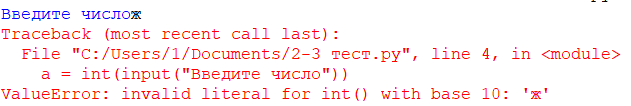 Введите числож
Traceback (most recent call last):
  File "C:/Users/1/Documents/2-3 тест.py", line 4, in <module>
    a = int(input("Введите число"))
ValueError: invalid literal for int() with base 10: 'ж'